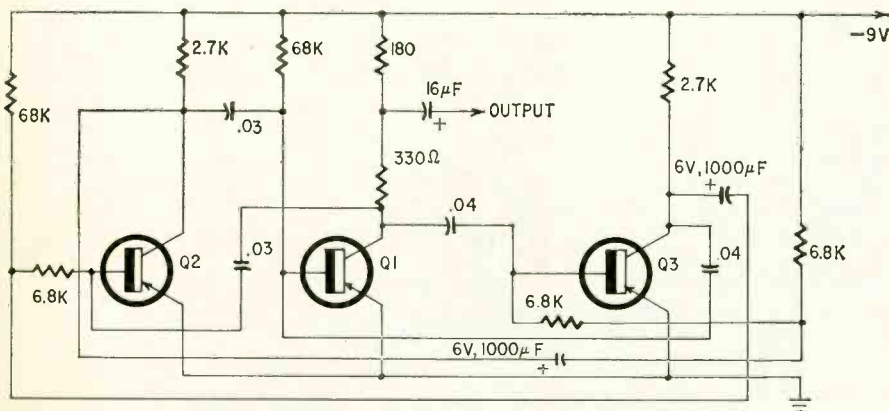 -9V
2.7K
68K
180
2.7K
68K
16µF
+
OUTPUT
.03
330Ω
6V,1000µF
+
.04
.03
Q2
Q1
Q3
.04
6.8K
6.8K
6.8K
6V,1000µF
+